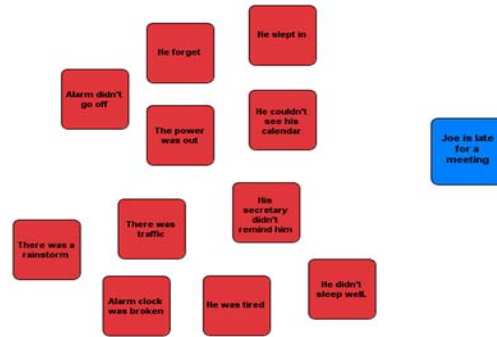 He slept in
He forget
Alarm didn't
go off
He couldn't
see his
calendar
The power
was out
Joe is late
for a
meeting
His
secretary
didn't
remind him
There was
traffic
There was a
rainstorm
He didn't
sleep well.
Alarm clock
was broken
He was tired